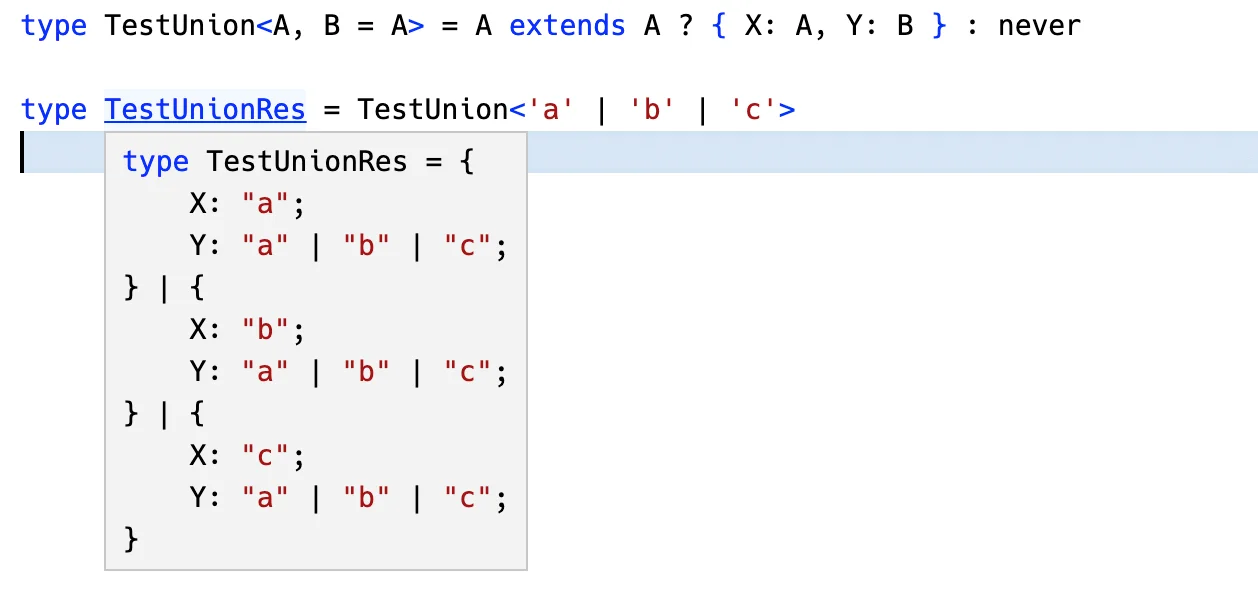 type TestUnion<A, B = A> = A extends A ? { X: A, Y: B } : never
type TestUnionRes = TestUnion<'a' | 'b' | 'c'>
type TestUnionRes = {
    X: "a";
    Y: "a" | "b" | "c";
} | {
    X: "b";
    Y: "a" | "b" | "c";
} | {
    X: "c";
    Y: "a" | "b" | "c";
}